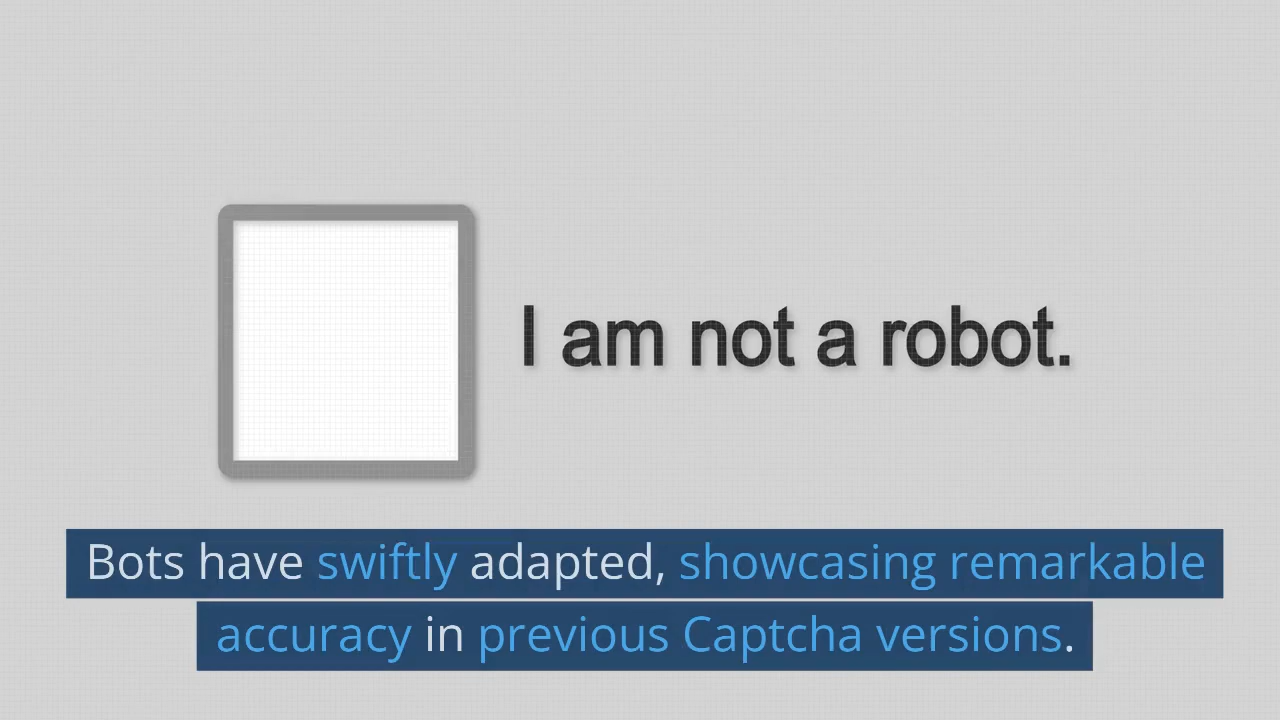 I am not a robot.
Bots have swiftly adapted, showcasing remarkable
accuracy in previous Captcha versions.